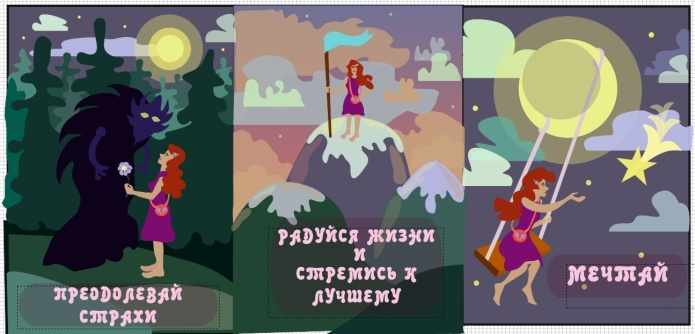 ПРЕОДОЛЕВАЙ
СТРАХИ
РАДУЙСЯ ЖИЗНИ
И
СТРЕМИСЬ К
ЛУЧШЕМУ
МЕЧТАЙ